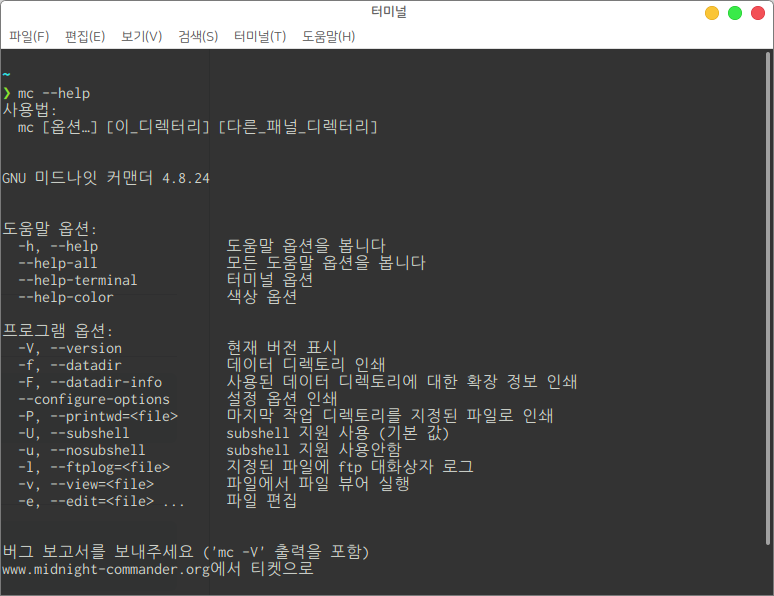 터미널
파일(F) 편집(E) 보기(V) 검색(S) 터미널(T) 도움말(H)
~
❯ mc --help
사용법:
  mc [옵션…] [이_디렉터리] [다른_패널_디렉터리]
GNU 미드나잇 커맨더 4.8.24
도움말 옵션:
  -h, --help 도움말 옵션을 봅니다
  --help-all 모든 도움말 옵션을 봅니다
  --help-terminal 터미널 옵션
  --help-color 색상 옵션
프로그램 옵션:
  -V, --version 현재 버전 표시
  -f, --datadir 데이터 디렉토리 인쇄
  -F, --datadir-info 사용된 데이터 디렉토리에 대한 확장 정보 인쇄
  --configure-options 설정 옵션 인쇄
  -P, --printwd=<file> 마지막 작업 디렉토리를 지정된 파일로 인쇄
  -U, --subshell subshell 지원 사용 (기본 값)
  -u, --nosubshell subshell 지원 사용안함
  -l, --ftplog=<file> 지정된 파일에 ftp 대화상자 로그
  -v, --view=<file> 파일에서 파일 뷰어 실행
  -e, --edit=<file> ... 파일 편집
버그 보고서를 보내주세요 ('mc -V' 출력을 포함)
www.midnight-commander.org에서 티켓으로